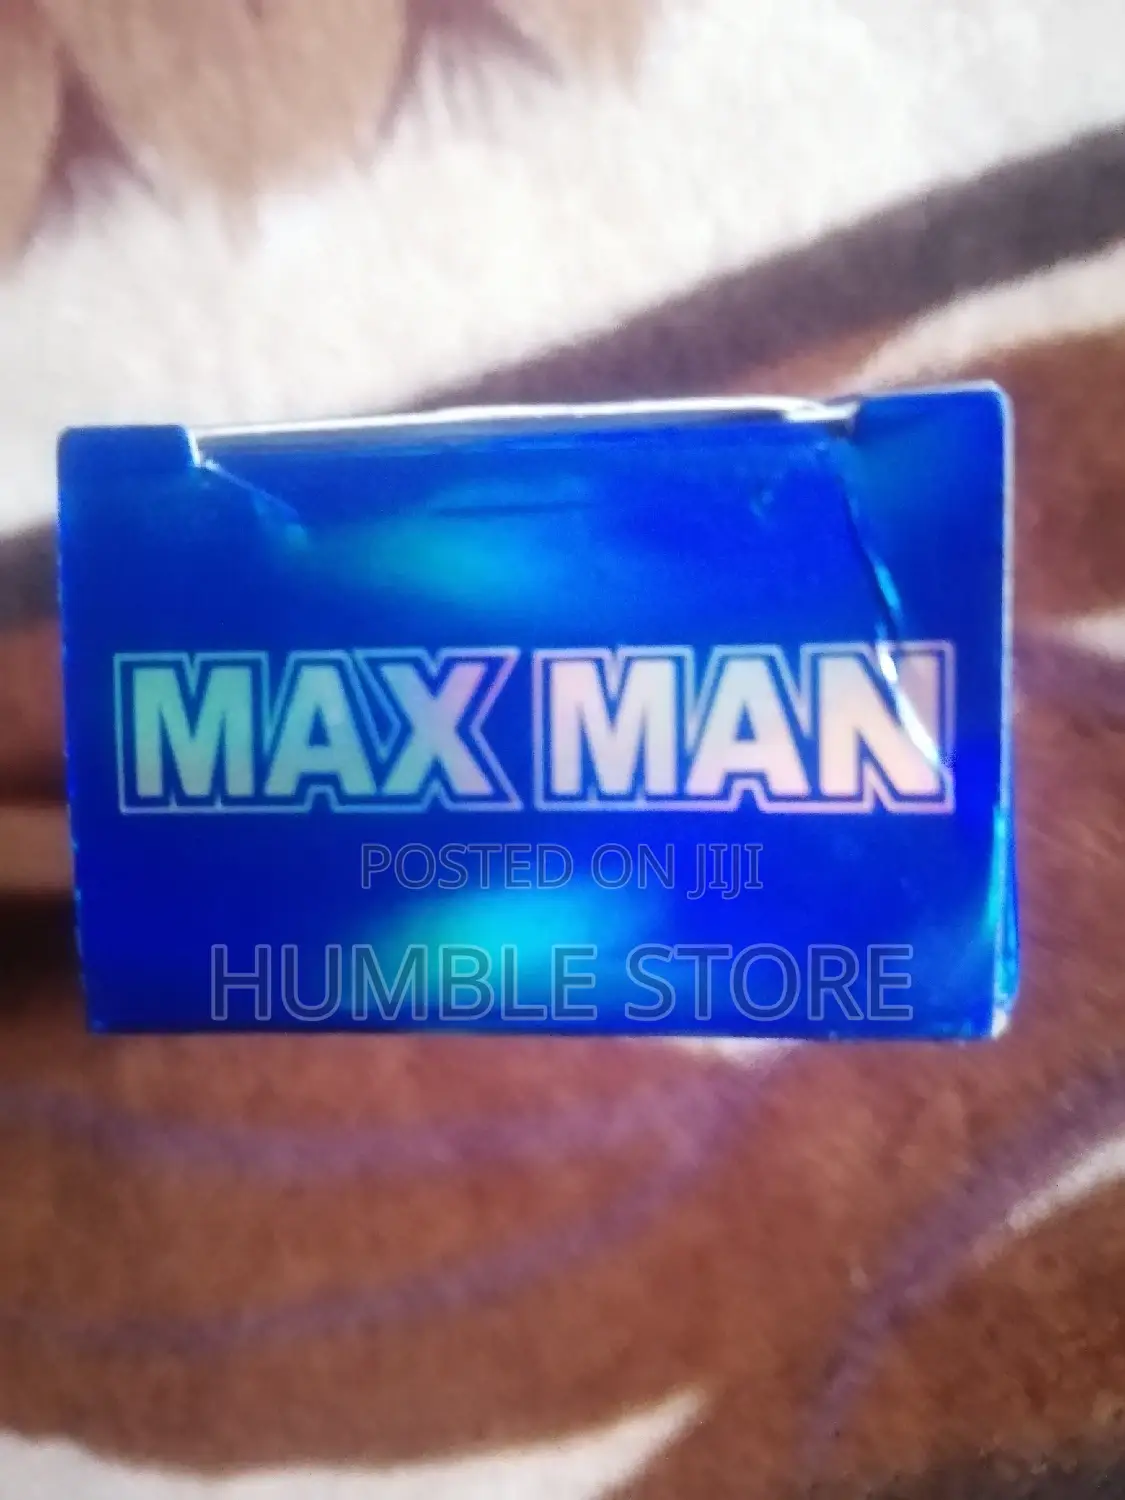 MAX MAN
POSTED ON JIJI
HUMBLE STORE